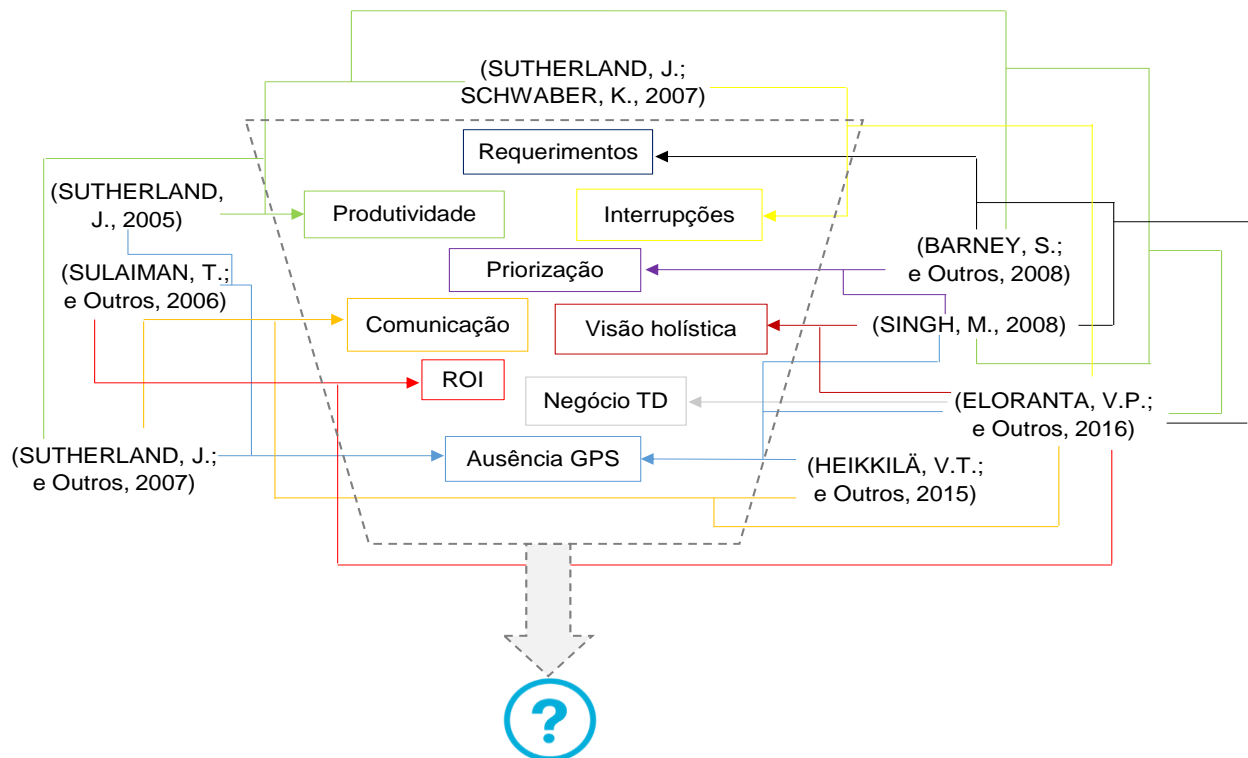 (SUTHERLAND, J.;
SCHWABER, K., 2007)
Requerimentos
(SUTHERLAND,
J., 2005)
Produtividade
Interrupções
(BARNEY, S.;
e Outros, 2008)
Priorização
(SULAIMAN, T.;
e Outros, 2006)
Comunicação
Visão holística
(SINGH, M., 2008)
ROI
Negócio TD
(ELORANTA, V.P.;
e Outros, 2016)
(SUTHERLAND, J.;
e Outros, 2007)
Ausência GPS
(HEIKKILÄ, V.T.;
e Outros, 2015)
?